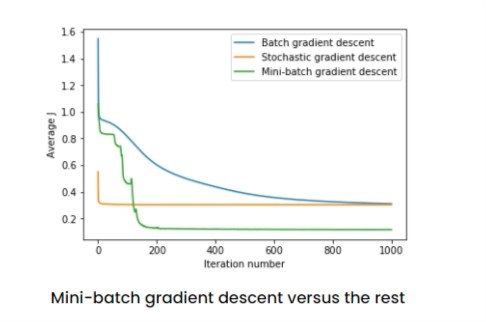 1.6
1.4
1.2
1.0
0.8
0.6
0.4
0.2
Average J
Batch gradient descent
Stochastic gradient descent
Mini-batch gradient descent
0 200 400 600 800 1000
Iteration number
Mini-batch gradient descent versus the rest